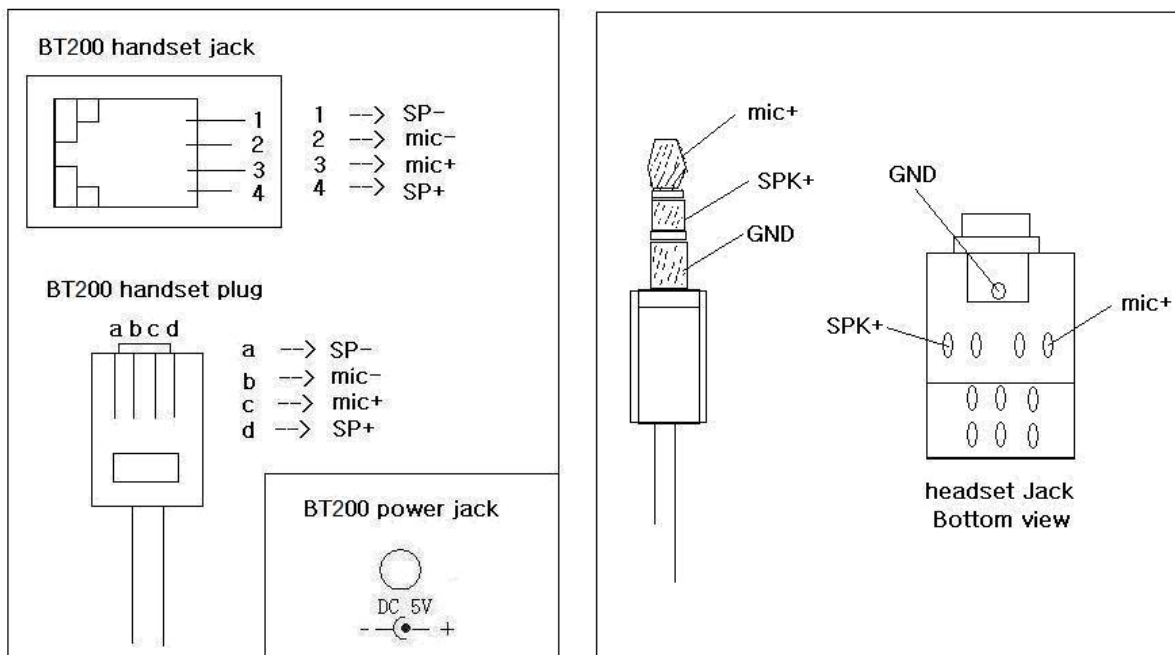 BT200 handset jack
1
2
3
4
1 --> SP-
2 --> mic-
3 --> mic+
4 --> SP+
BT200 handset plug
a b c d
a --> SP-
b --> mic-
c --> mic+
d --> SP+
BT200 power jack
DC 5V
- +
mic+
SPK+
GND
GND
SPK+
mic+
headset Jack
Bottom view